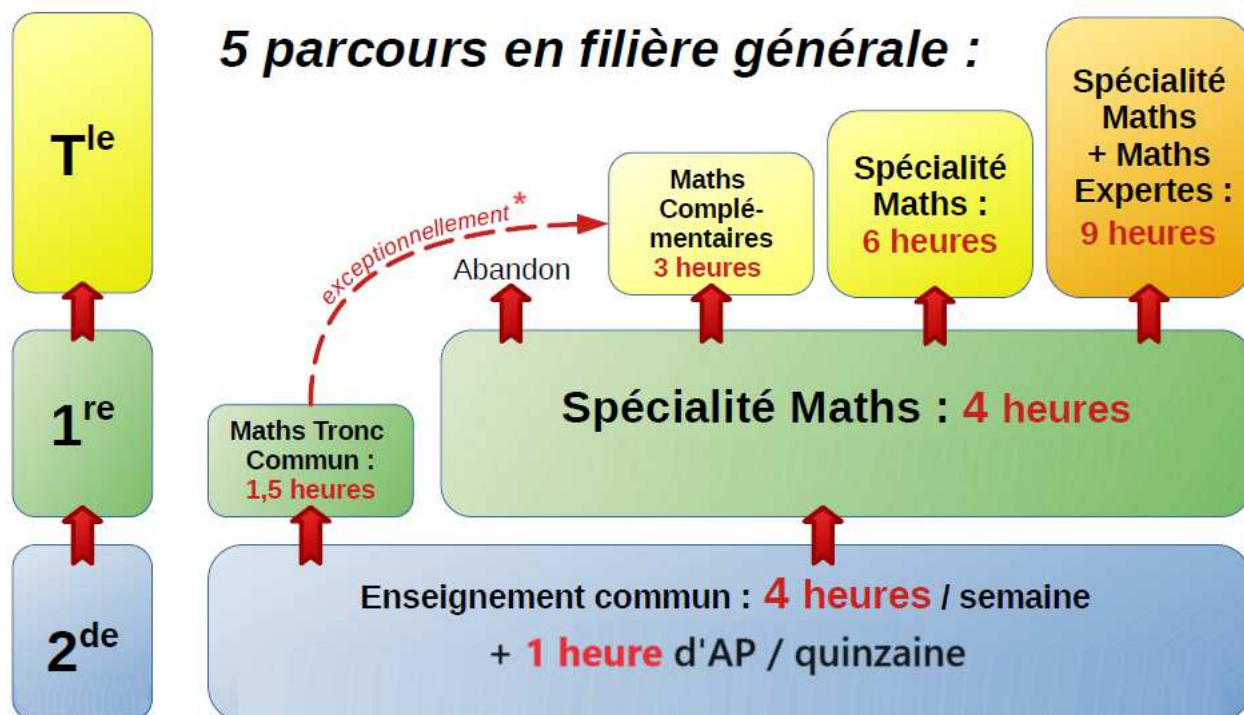 5 parcours en filière générale :
Tle
exceptionnellement *
Abandon
Maths
Complé-
mentaires
3 heures
Spécialité
Maths :
6 heures
Spécialité
Maths
+ Maths
Expertes :
9 heures
1re
Maths Tronc
Commun :
1,5 heures
Spécialité Maths : 4 heures
2de
Enseignement commun : 4 heures / semaine
+ 1 heure d'AP / quinzaine